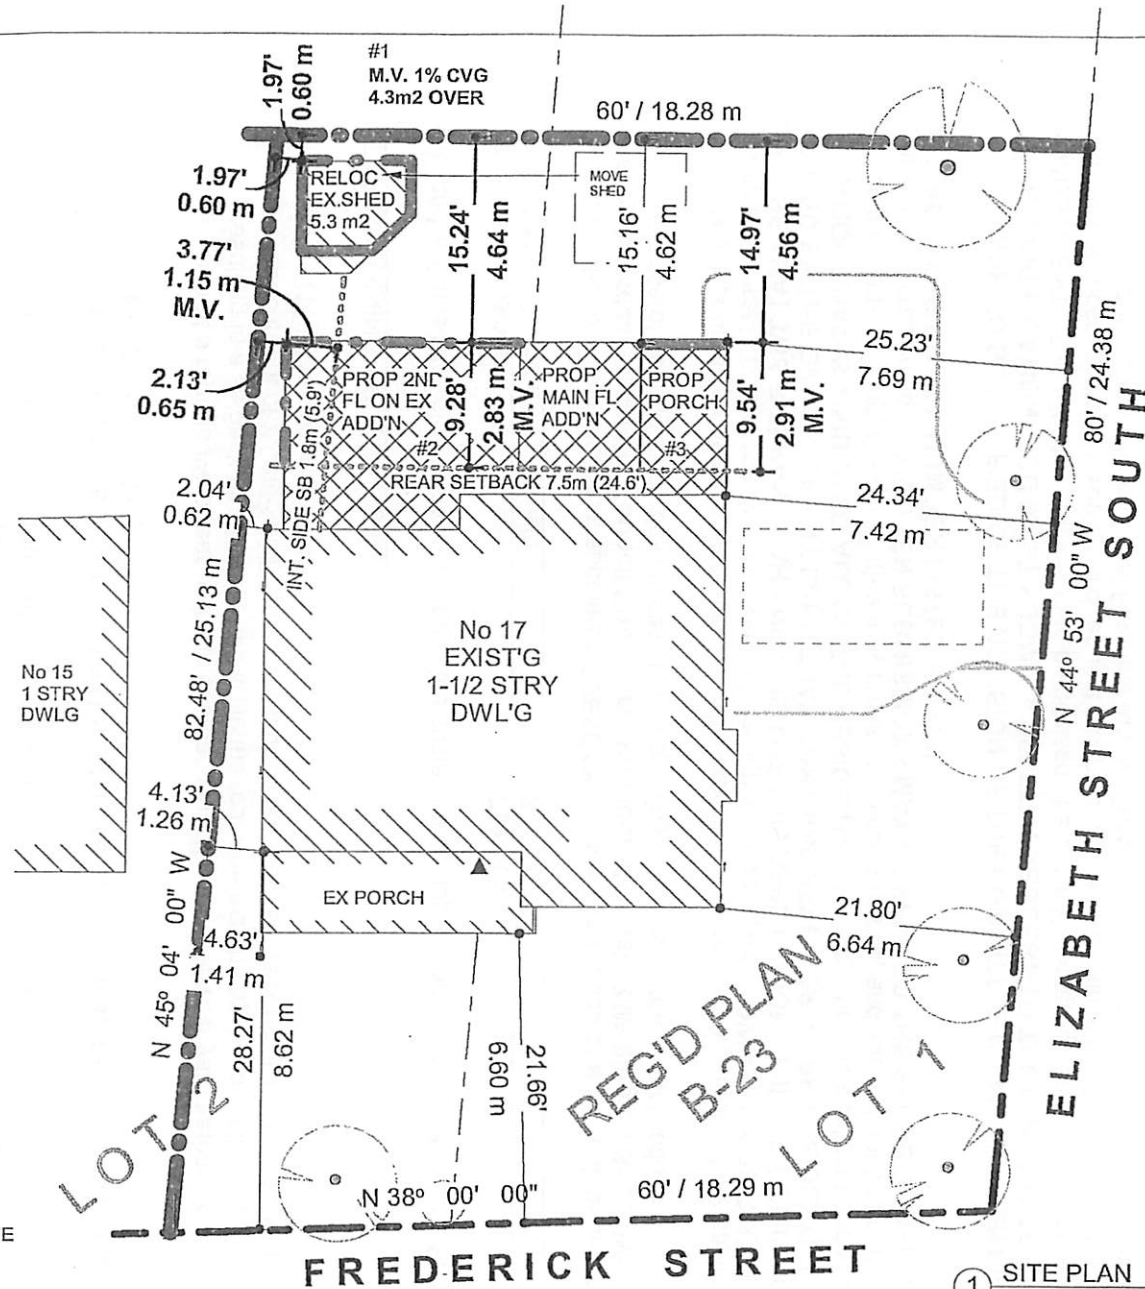 #1
M.V. 1% CVG
4.3m2 OVER
1.97'
0.60 m
60' / 18.28 m
1.97'
0.60 m
RELOC
EX.SHED
5.3 m2
MOVE
SHED
3.77'
1.15 m
M.V.
15.24'
4.64 m
15.16'
4.62 m
14.97'
4.56 m
2.13'
0.65 m
PROP 2ND
FL ON EX
ADD'N
#2
9.28'
2.83 m
M.V.
PROP
MAIN FL
ADD'N
PROP
PORCH
#3
9.54'
2.91 m
M.V.
25.23'
7.69 m
80' / 24.38 m
REAR SETBACK 7.5m (24.6')
INT. SIDE SB 1.8m (5.9')
2.04'
0.62 m
24.34'
7.42 m
N 44º 53' 00" W
ELIZABETH STREET SOUTH
No 15
1 STRY
DWLG
82.48' / 25.13 m
No 17
EXIST'G
1-1/2 STRY
DWL'G
4.13'
1.26 m
EX PORCH
21.80'
6.64 m
N 45º 04' 00" W
4.63'
1.41 m
28.27'
8.62 m
21.66'
6.60 m
REG'D PLAN
B-23
LOT 1
LOT 2
N 38º 00' 00"
60' / 18.29 m
E
FREDERICK STREET
1 SITE PLAN